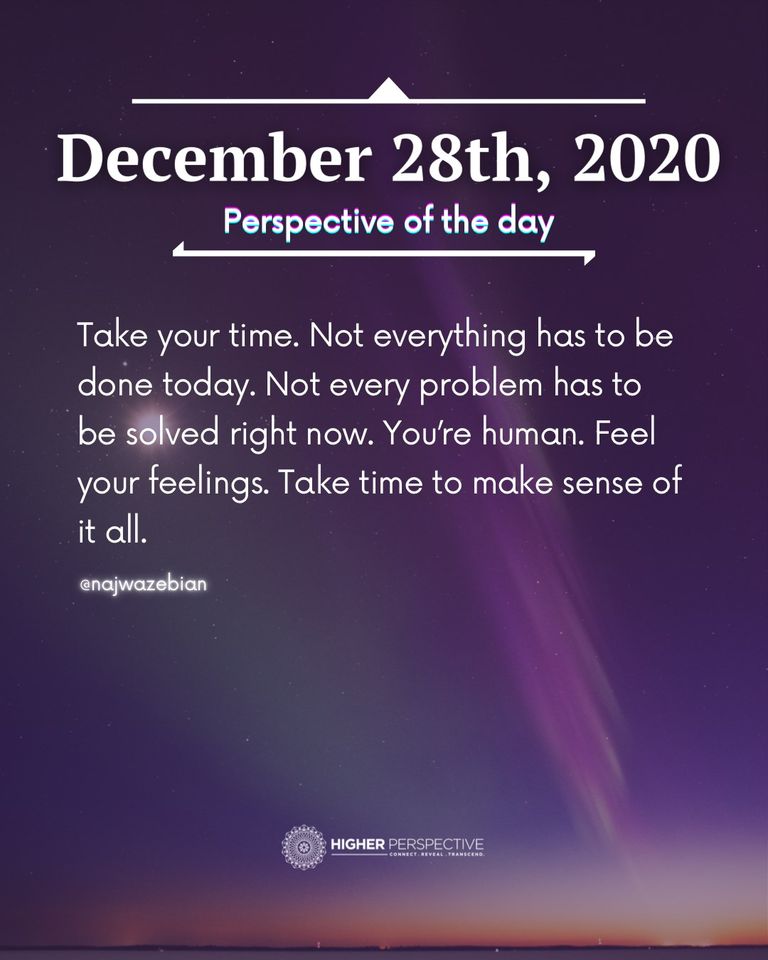 December 28th, 2020
Perspective of the day
Take your time. Not everything has to be
done today. Not every problem has to
be solved right now. You're human. Feel
your feelings. Take time to make sense of
it all.
@najwazebian
HIGHER PERSPECTIVE
CONNECT. REVEAL .TRANSCEND.